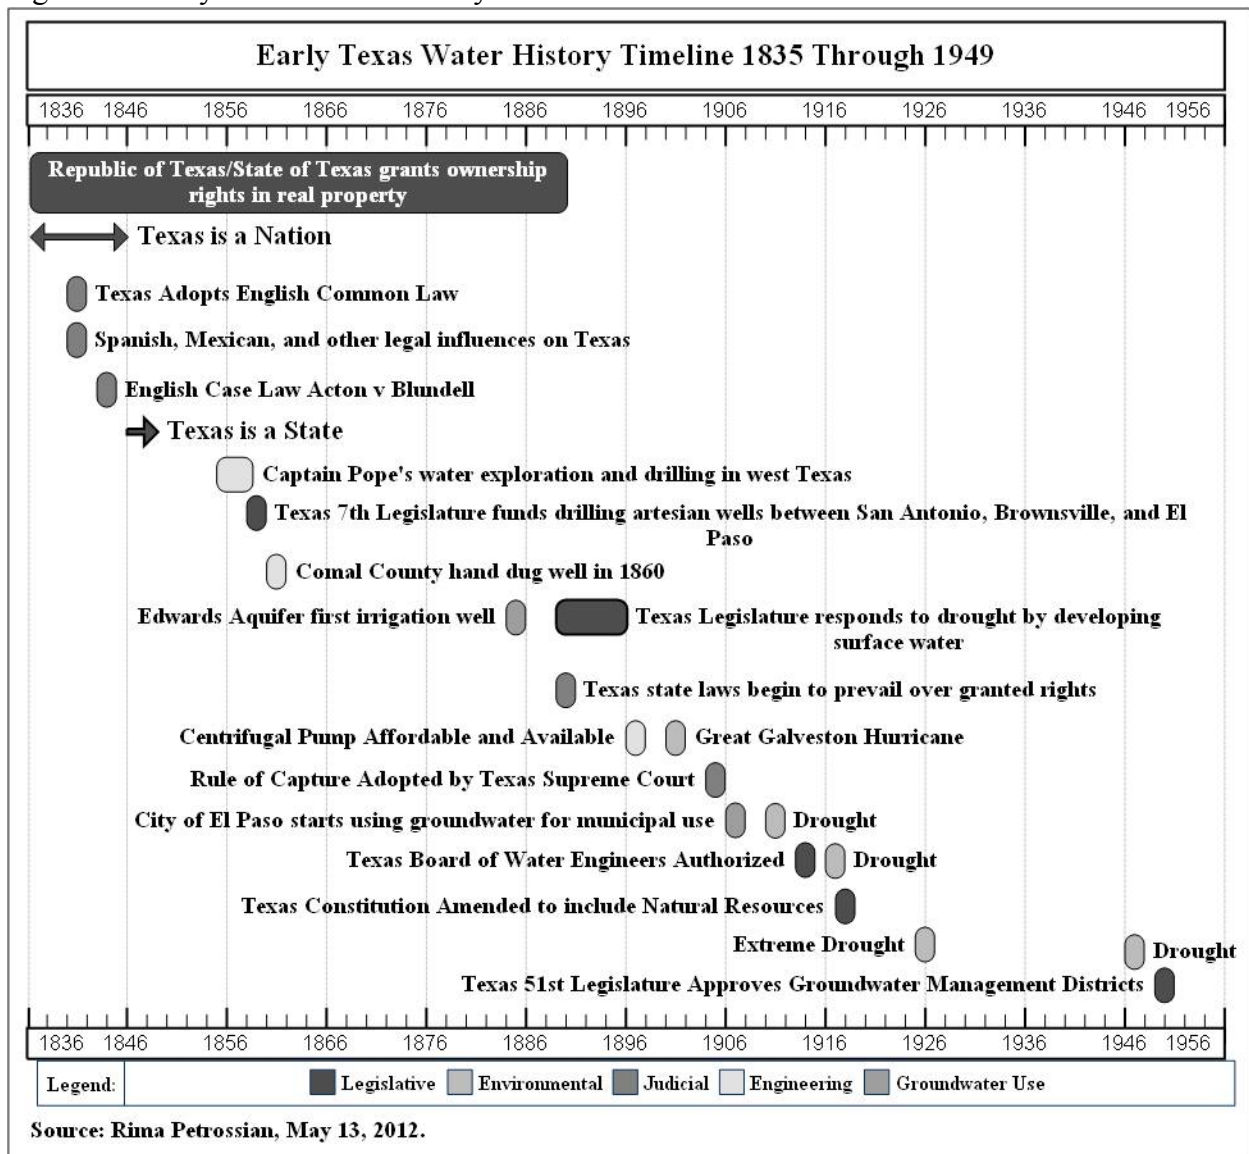 Early Texas Water History Timeline 1835 Through 1949
1836 1846 1856 1866 1876 1886 1896 1906 1916 1926 1936 1946 1956
Republic of Texas/State of Texas grants ownership
rights in real property
Texas is a Nation
Texas Adopts English Common Law
Spanish, Mexican, and other legal influences on Texas
English Case Law Acton v Blundell
Texas is a State
Captain Pope's water exploration and drilling in west Texas
Texas 7th Legislature funds drilling artesian wells between San Antonio, Brownsville, and El
Paso
Comal County hand dug well in 1860
Edwards Aquifer first irrigation well
Texas Legislature responds to drought by developing
surface water
Texas state laws begin to prevail over granted rights
Centrifugal Pump Affordable and Available
Great Galveston Hurricane
Rule of Capture Adopted by Texas Supreme Court
City of El Paso starts using groundwater for municipal use
Drought
Texas Board of Water Engineers Authorized
Drought
Texas Constitution Amended to include Natural Resources
Extreme Drought
Drought
Texas 51st Legislature Approves Groundwater Management Districts
1836 1846 1856 1866 1876 1886 1896 1906 1916 1926 1936 1946 1956
Legend: Legislative Environmental Judicial Engineering Groundwater Use
Source: Rima Petrossian, May 13, 2012.